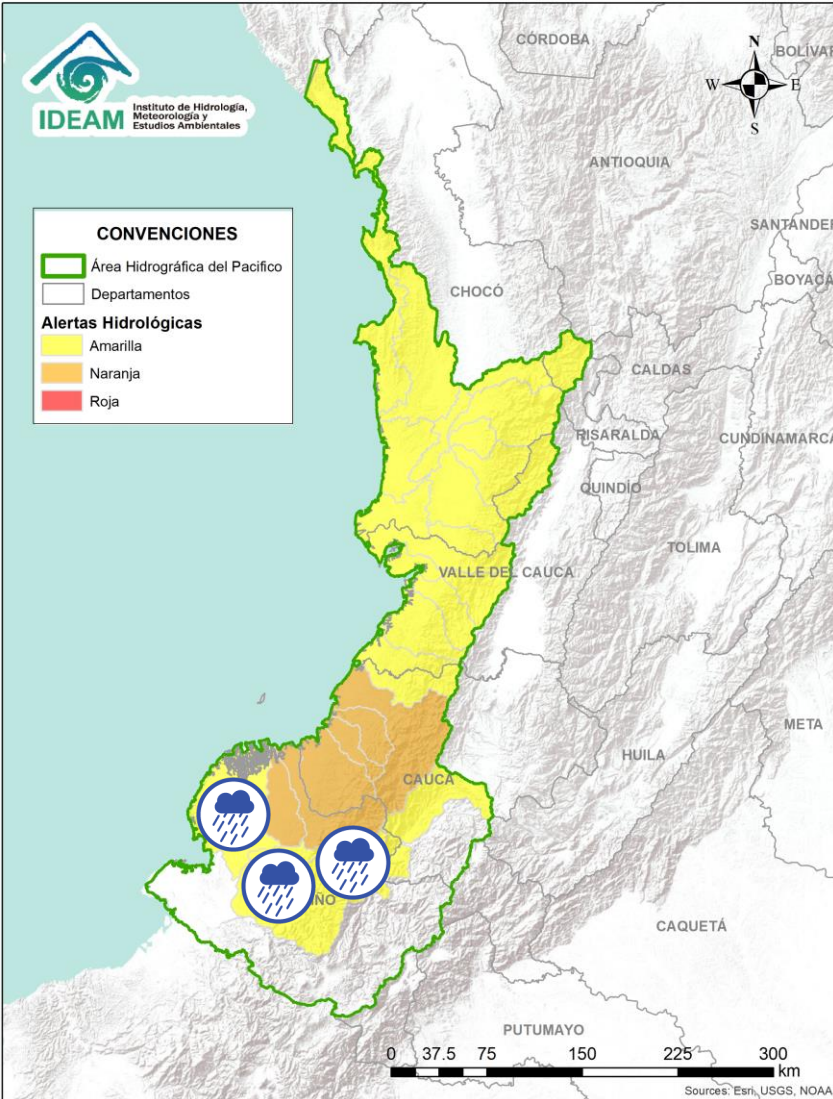 IDEAM
Instituto de Hidrología,
Meteorología y
Estudios Ambientales
CÓRDOBA
BOLÍVAR
N
W
E
S
ANTIOQUIA
SANTANDER
BOYACÁ
CONVENCIONES
Área Hidrográfica del Pacifico
Departamentos
Alertas Hidrológicas
Amarilla
Naranja
Roja
CHOCÓ
CALDAS
RISARALDA
CUNDINAMARCA
QUINDÍO
TOLIMA
VALLE DEL CAUCA
META
HUILA
CAUCA
IÑO
CAQUETÁ
PUTUMAYO
0 37.5 75 150 225 300
km
Sources: Esri, USGS, NOAA